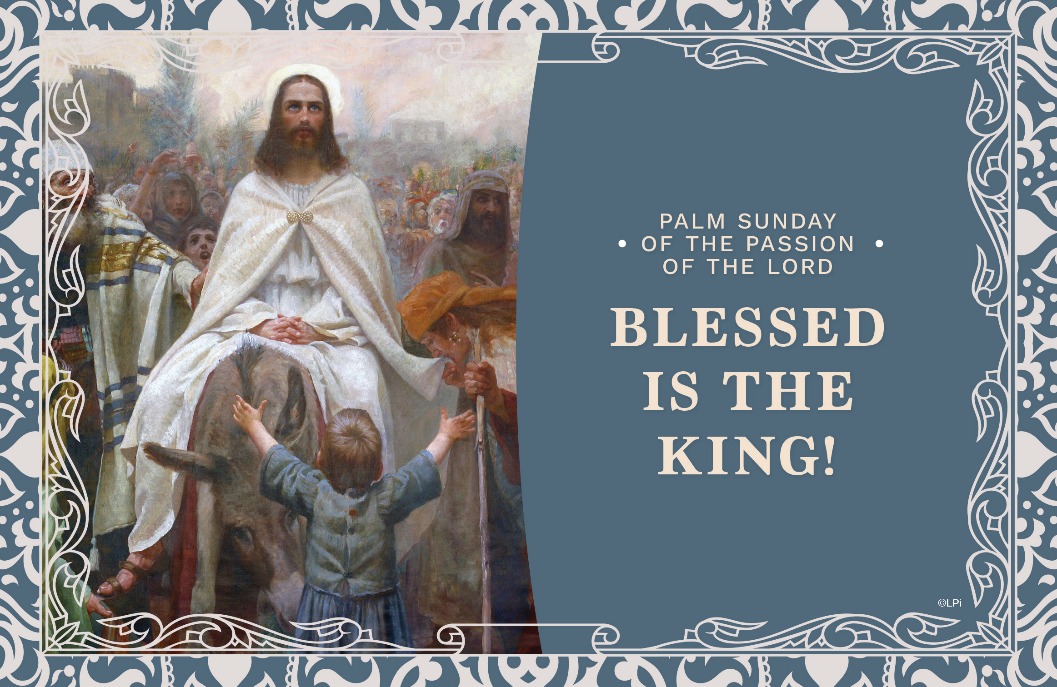 PALM SUNDAY
• OF THE PASSION •
OF THE LORD
BLESSED
IS THE
KING!
©LPi